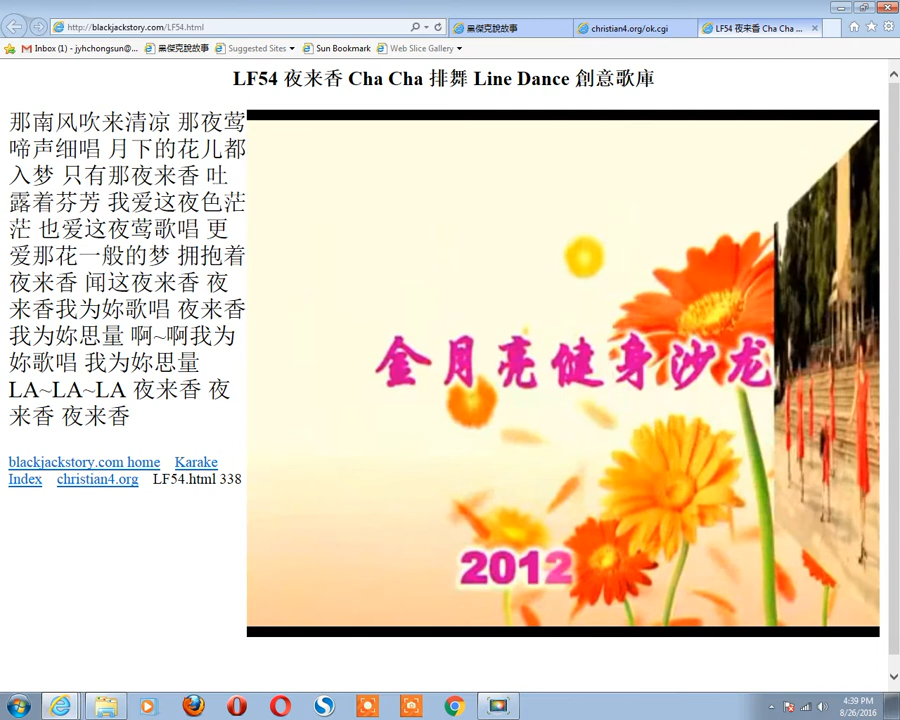 http://blackjackstory.com/LF54.html
黑傑克說故事
christian4.org/ok.cgi
LF54 夜来香 Cha Cha ...
Inbox (1) - jyhchongsun@...
黑傑克說故事
Suggested Sites
Sun Bookmark
Web Slice Gallery
LF54 夜来香 Cha Cha 排舞 Line Dance 創意歌庫
那南风吹来清凉 那夜莺
啼声细唱 月下的花儿都
入梦 只有那夜来香 吐
露着芬芳 我爱这夜色茫
茫 也爱这夜莺歌唱 更
爱那花一般的梦 拥抱着
夜来香 闻这夜来香 夜
来香我为妳歌唱 夜来香
我为妳思量 啊~啊我为
妳歌唱 我为妳思量
LA~LA~LA 夜来香 夜
来香 夜来香
blackjackstory.com home Karake
Index christian4.org LF54.html 338
金月亮健身沙龙
2012
4:39 PM
8/26/2016